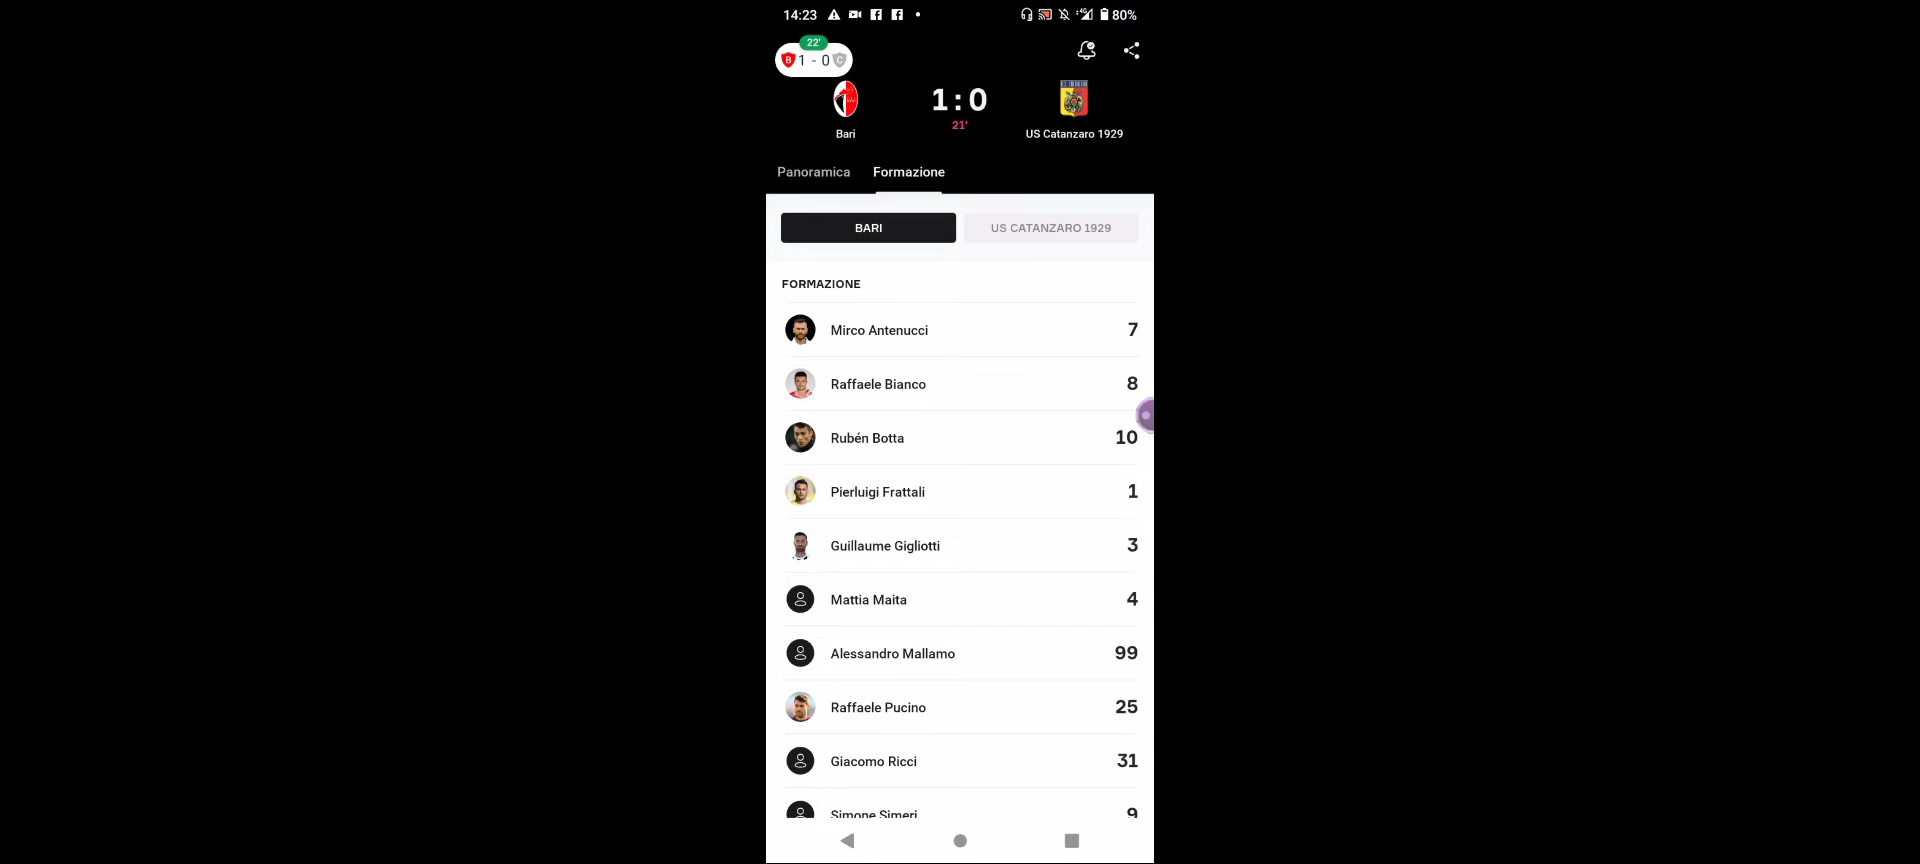 14:23 80%
22'
B 1 - 0 C
1:0
21'
Bari US Catanzaro 1929
Panoramica Formazione
BARI US CATANZARO 1929
FORMAZIONE
Mirco Antenucci 7
Raffaele Bianco 8
Rubén Botta 10
Pierluigi Frattali 1
Guillaume Gigliotti 3
Mattia Maita 4
Alessandro Mallamo 99
Raffaele Pucino 25
Giacomo Ricci 31
Simone Simeri 9